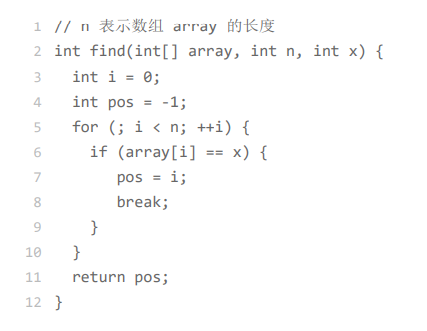 1 // n 表示数组 array 的长度
2 int find(int[] array, int n, int x) {
3   int i = 0;
4   int pos = -1;
5   for (; i < n; ++i) {
6     if (array[i] == x) {
7        pos = i;
8        break;
9     }
10   }
11   return pos;
12 }